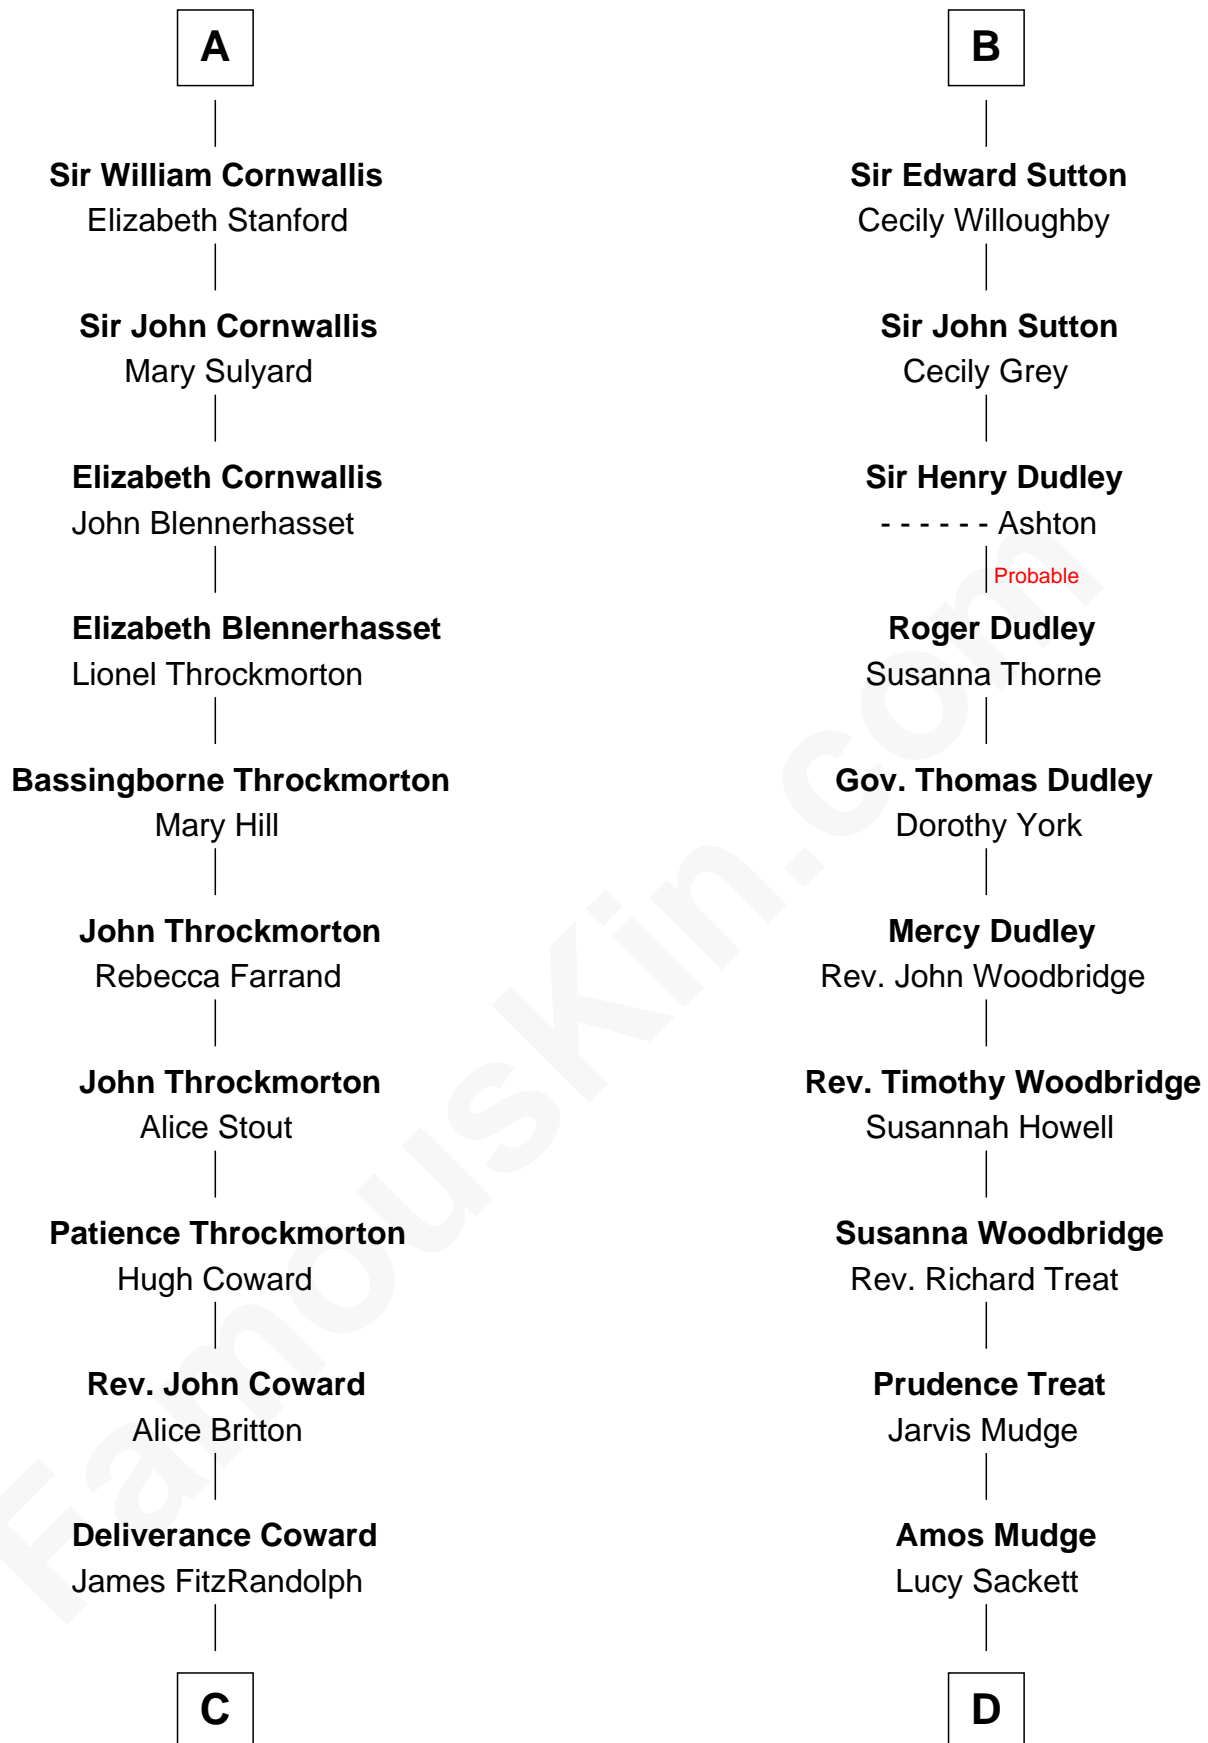 A
Sir William Cornwallis
Elizabeth Stanford
Sir John Cornwallis
Mary Sulyard
Elizabeth Cornwallis
John Blennerhasset
Elizabeth Blennerhasset
Lionel Throckmorton
Bassingborne Throckmorton
Mary Hill
John Throckmorton
Rebecca Farrand
John Throckmorton
Alice Stout
Patience Throckmorton
Hugh Coward
Rev. John Coward
Alice Britton
Deliverance Coward
James FitzRandolph
C
B
Sir Edward Sutton
Cecily Willoughby
Sir John Sutton
Cecily Grey
Sir Henry Dudley
- - - - - - Ashton
Probable
Roger Dudley
Susanna Thorne
Gov. Thomas Dudley
Dorothy York
Mercy Dudley
Rev. John Woodbridge
Rev. Timothy Woodbridge
Susannah Howell
Susanna Woodbridge
Rev. Richard Treat
Prudence Treat
Jarvis Mudge
Amos Mudge
Lucy Sackett
D
FamousKin.com